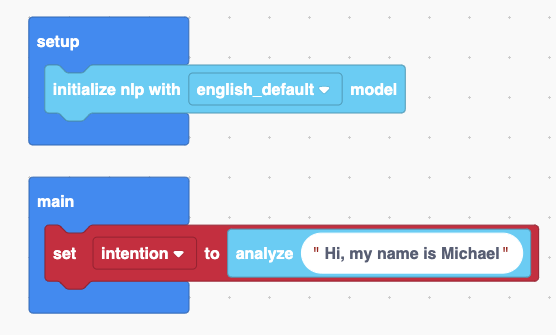 setup
initialize nlp with english_default model
main
set intention to analyze " Hi, my name is Michael "